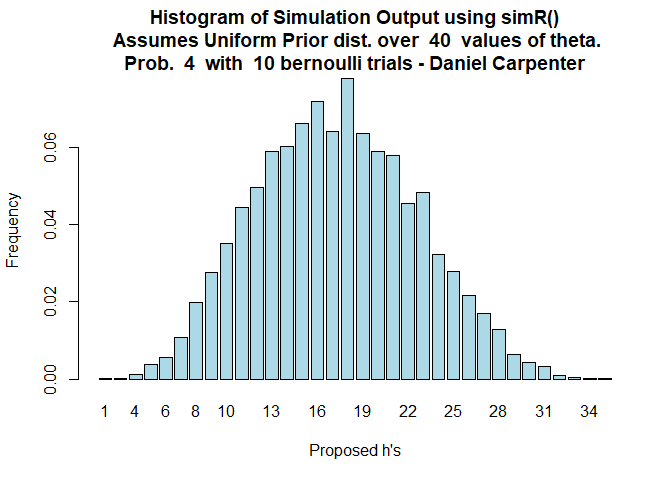 Histogram of Simulation Output using simR()
Assumes Uniform Prior dist. over  40  values of theta.
Prob.  4  with  10 bernoulli trials - Daniel Carpenter
Frequency
0.06
0.04
0.02
0.00
1 4 6 8 10 13 16 19 22 25 28 31 34
Proposed h's